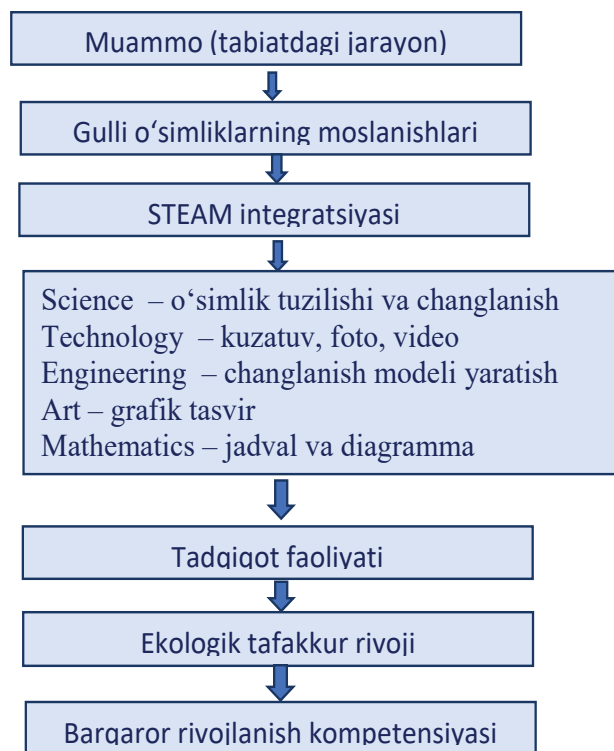 Muammo (tabiatdagi jarayon)
Gulli o‘simliklarning moslanishlari
STEAM integratsiyasi
Science – o‘simlik tuzilishi va changlanish
Technology – kuzatuv, foto, video
Engineering – changlanish modeli yaratish
Art – grafik tasvir
Mathematics – jadval va diagramma
Tadqiqot faoliyati
Ekologik tafakkur rivoji
Barqaror rivojlanish kompetensiyasi